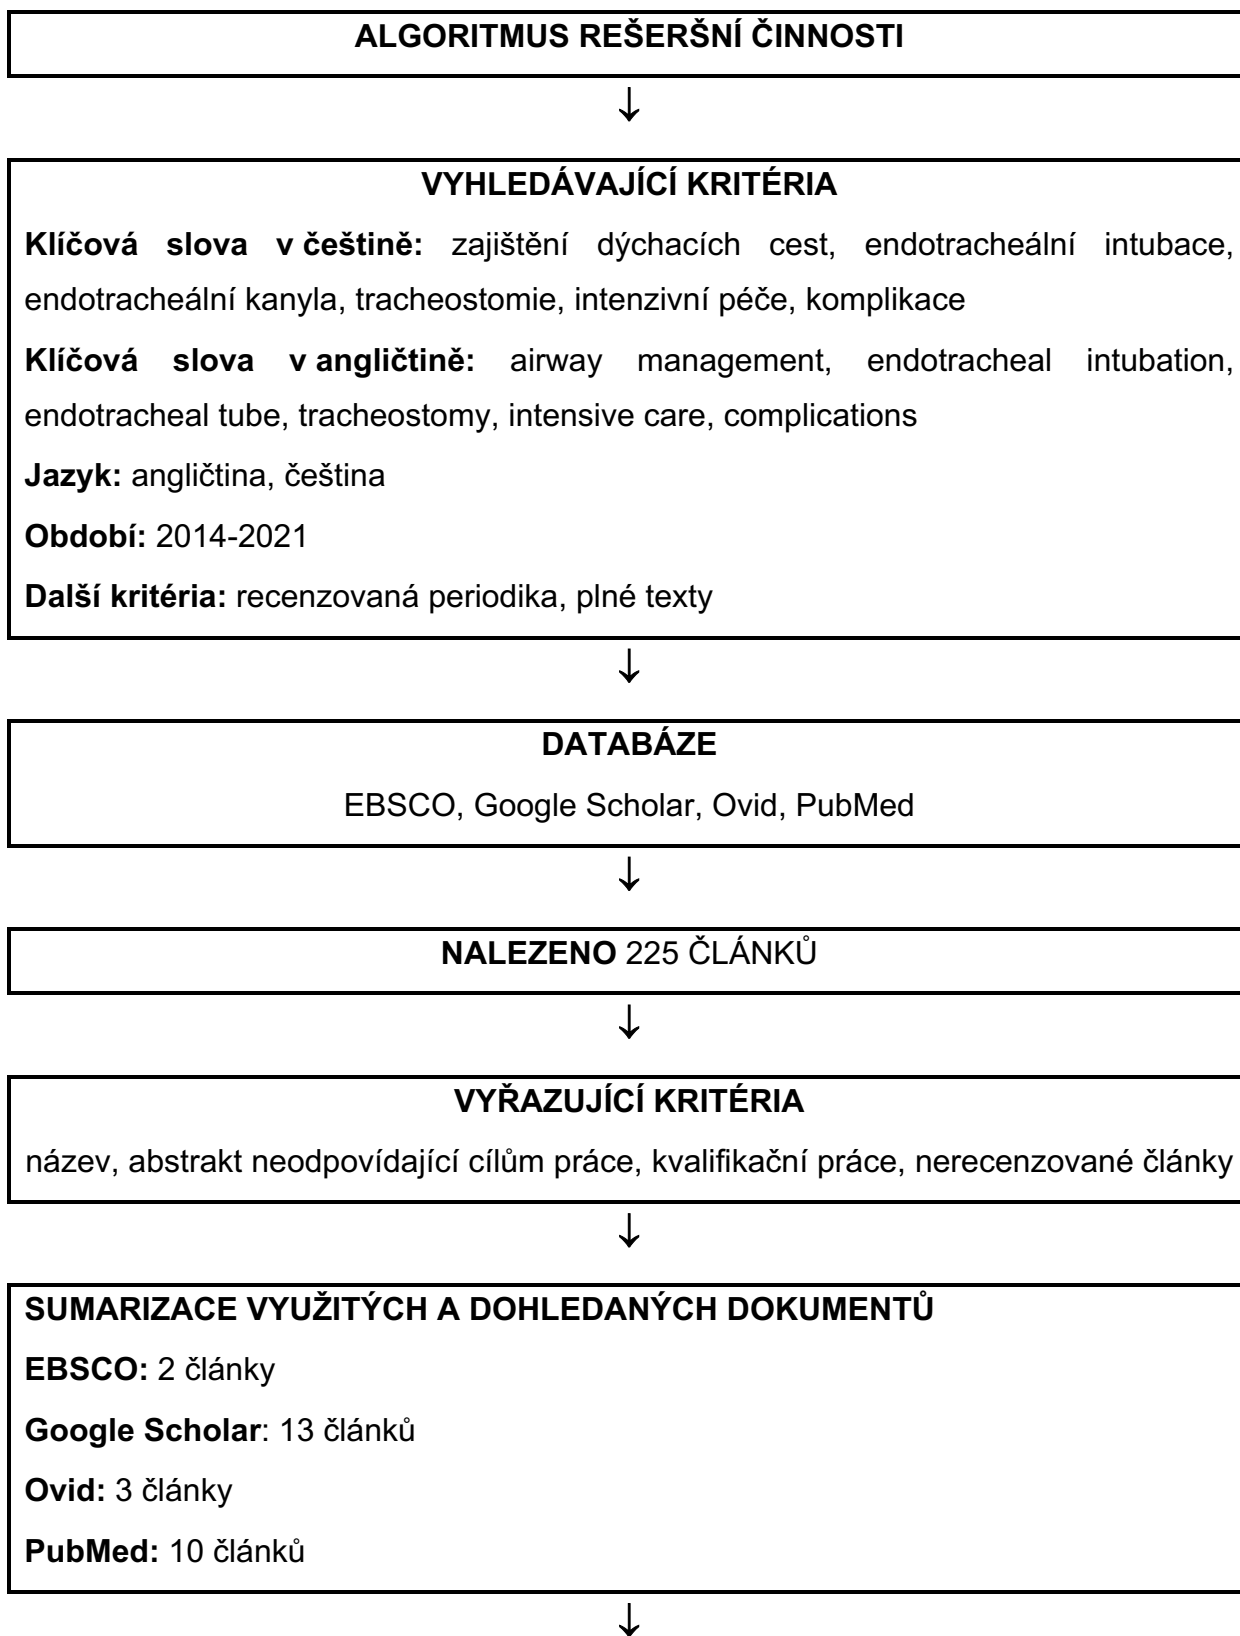 ALGORITMUS REŠERŠNÍ ČINNOSTI
↓
VYHLEDÁVAJÍCÍ KRITÉRIA
Klíčová slova v češtině: zajištění dýchacích cest, endotracheální intubace,
endotracheální kanyla, tracheostomie, intenzivní péče, komplikace
Klíčová slova v angličtině: airway management, endotracheal intubation,
endotracheal tube, tracheostomy, intensive care, complications
Jazyk: angličtina, čeština
Období: 2014-2021
Další kritéria: recenzovaná periodika, plné texty
↓
DATABÁZE
EBSCO, Google Scholar, Ovid, PubMed
↓
NALEZENO 225 ČLÁNKŮ
↓
VYŘAZUJÍCÍ KRITÉRIA
název, abstrakt neodpovídající cílům práce, kvalifikační práce, nerecenzované články
↓
SUMARIZACE VYUŽITÝCH A DOHLEDANÝCH DOKUMENTŮ
EBSCO: 2 články
Google Scholar: 13 článků
Ovid: 3 články
PubMed: 10 článků
↓